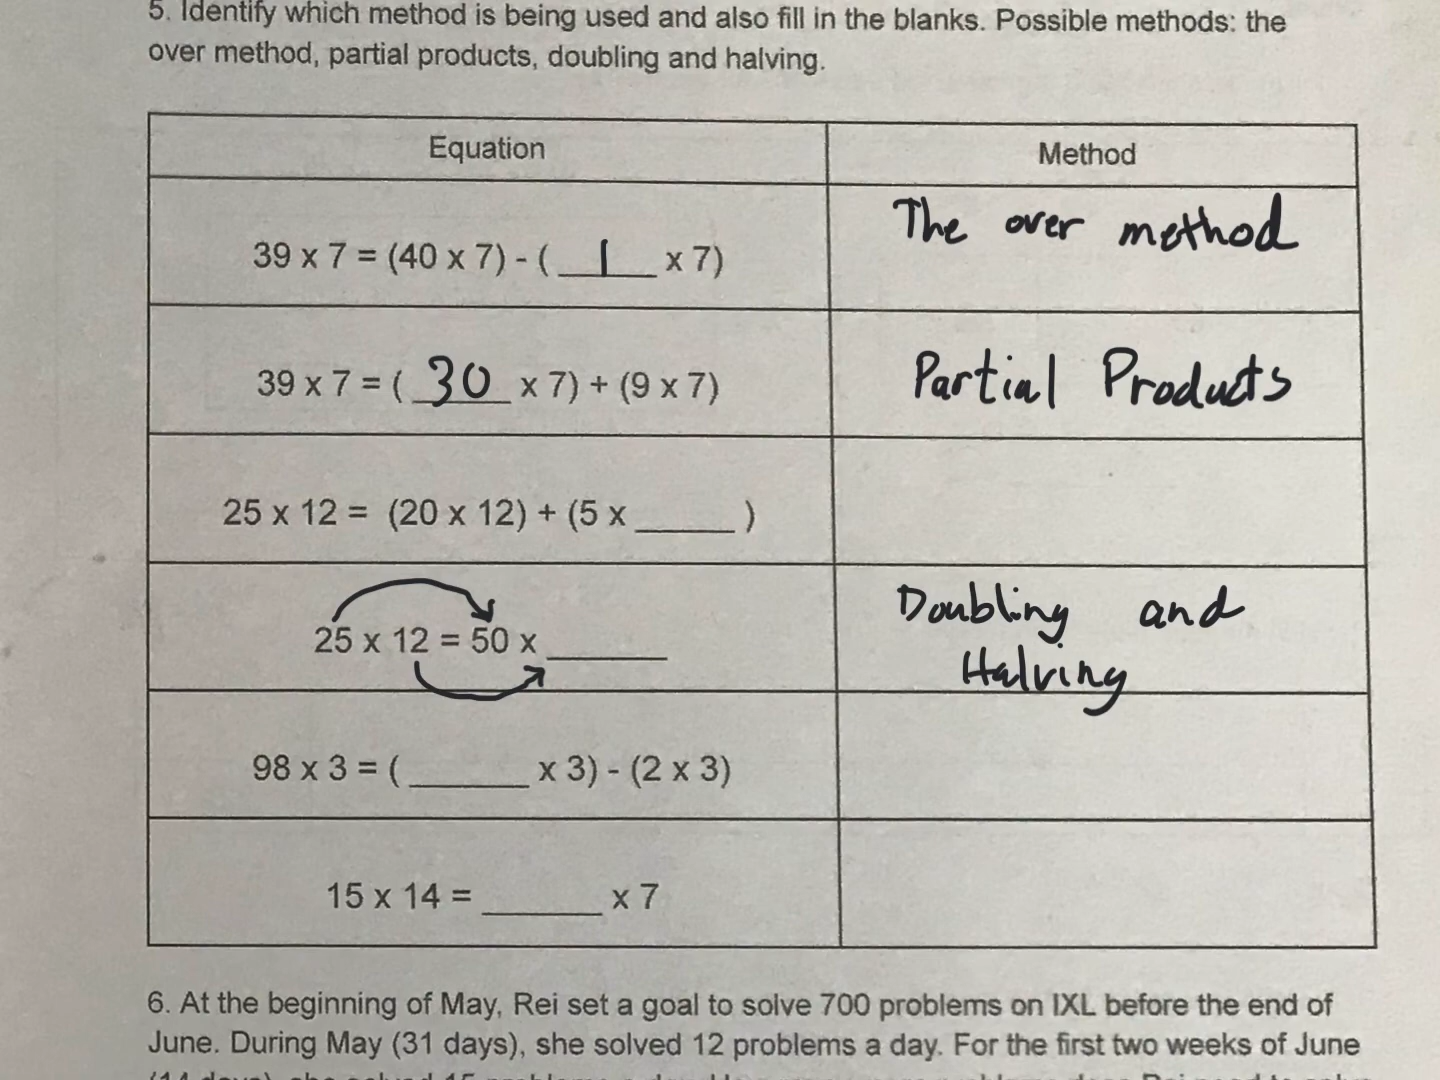 5. Identify which method is being used and also fill in the blanks. Possible methods: the
over method, partial products, doubling and halving.
Equation
Method
39 x 7 = (40 x 7) - ( 1 x 7)
The over method
39 x 7 = ( 30 x 7) + (9 x 7)
Partial Products
25 x 12 = (20 x 12) + (5 x _____ )
25 x 12 = 50 x ______
Doubling and
Halving
98 x 3 = ( ______ x 3) - (2 x 3)
15 x 14 = ______ x 7
6. At the beginning of May, Rei set a goal to solve 700 problems on IXL before the end of
June. During May (31 days), she solved 12 problems a day. For the first two weeks of June